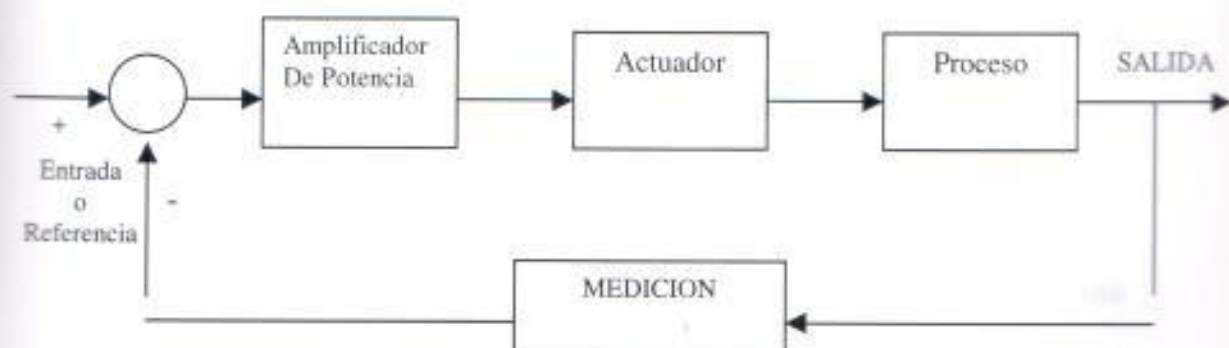 Amplificador
De Potencia
Actuador
Proceso
SALIDA
+
Entrada
o
Referencia
-
MEDICION